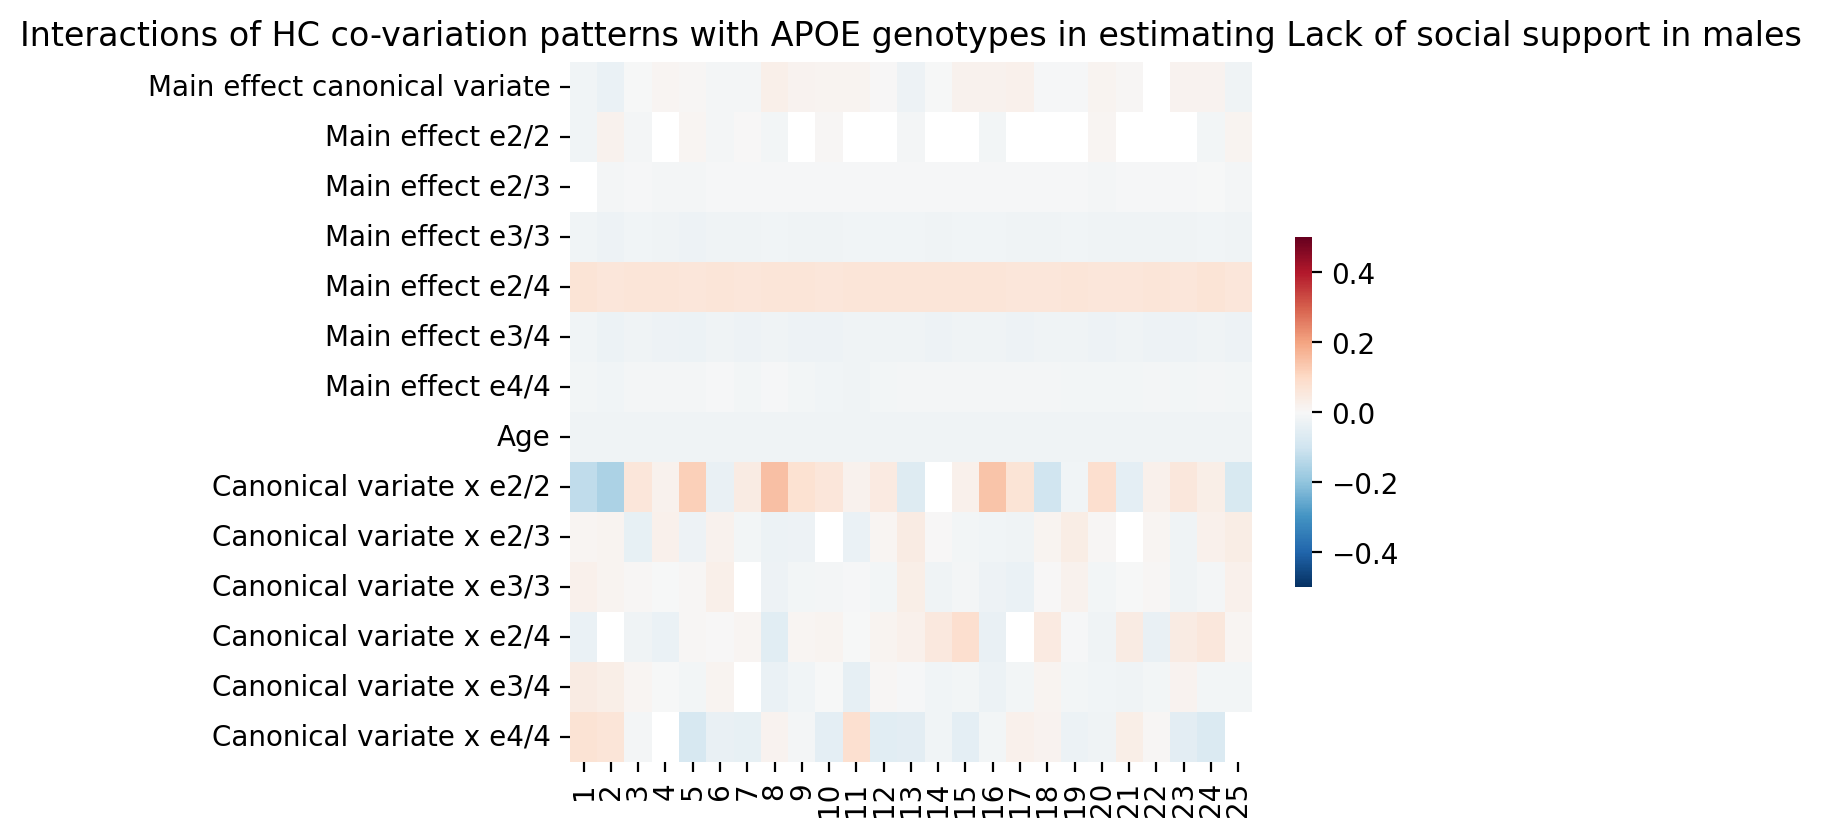 Interactions of HC co-variation patterns with APOE genotypes in estimating Lack of social support in males
Main effect canonical variate
Main effect e2/2
Main effect e2/3
Main effect e3/3
Main effect e2/4
Main effect e3/4
Main effect e4/4
Age
Canonical variate x e2/2
Canonical variate x e2/3
Canonical variate x e3/3
Canonical variate x e2/4
Canonical variate x e3/4
Canonical variate x e4/4
1 2 3 4 5 6 7 8 9 10 11 12 13 14 15 16 17 18 19 20 21 22 23 24 25
0.4
0.2
0.0
−0.2
−0.4